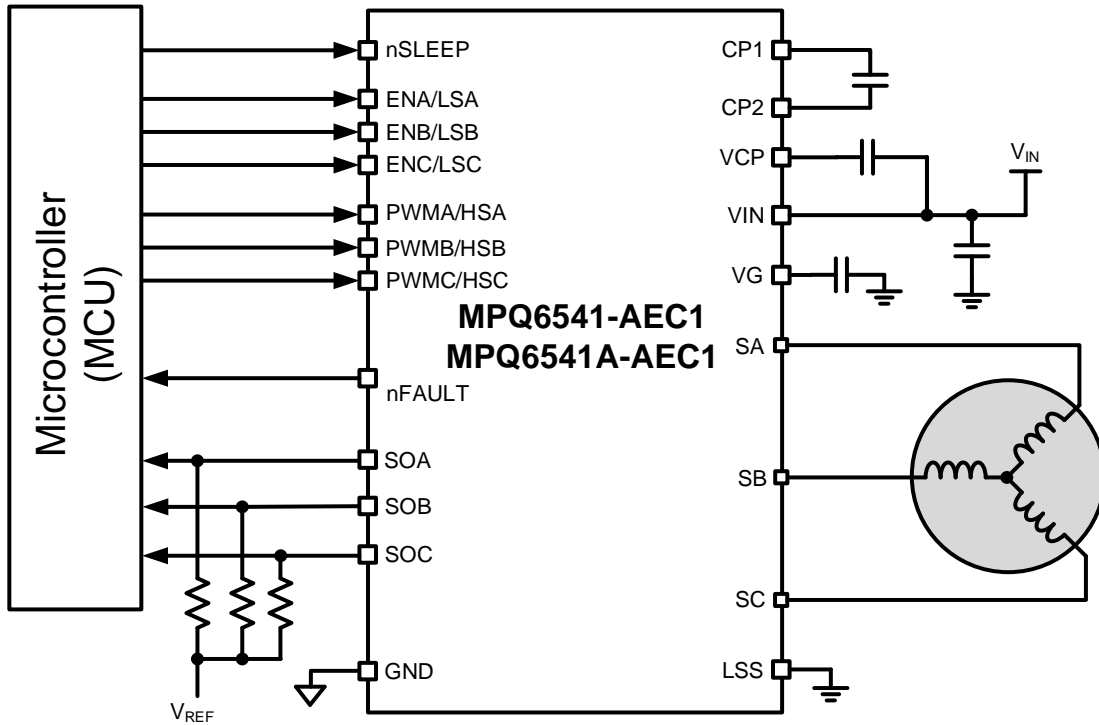 Microcontroller
(MCU)
nSLEEP
ENA/LSA
ENB/LSB
ENC/LSC
PWMA/HSA
PWMB/HSB
PWMC/HSC
nFAULT
SOA
SOB
SOC
GND
VREF
MPQ6541-AEC1
MPQ6541A-AEC1
CP1
CP2
VCP
VIN
VG
SA
SB
SC
LSS
VIN